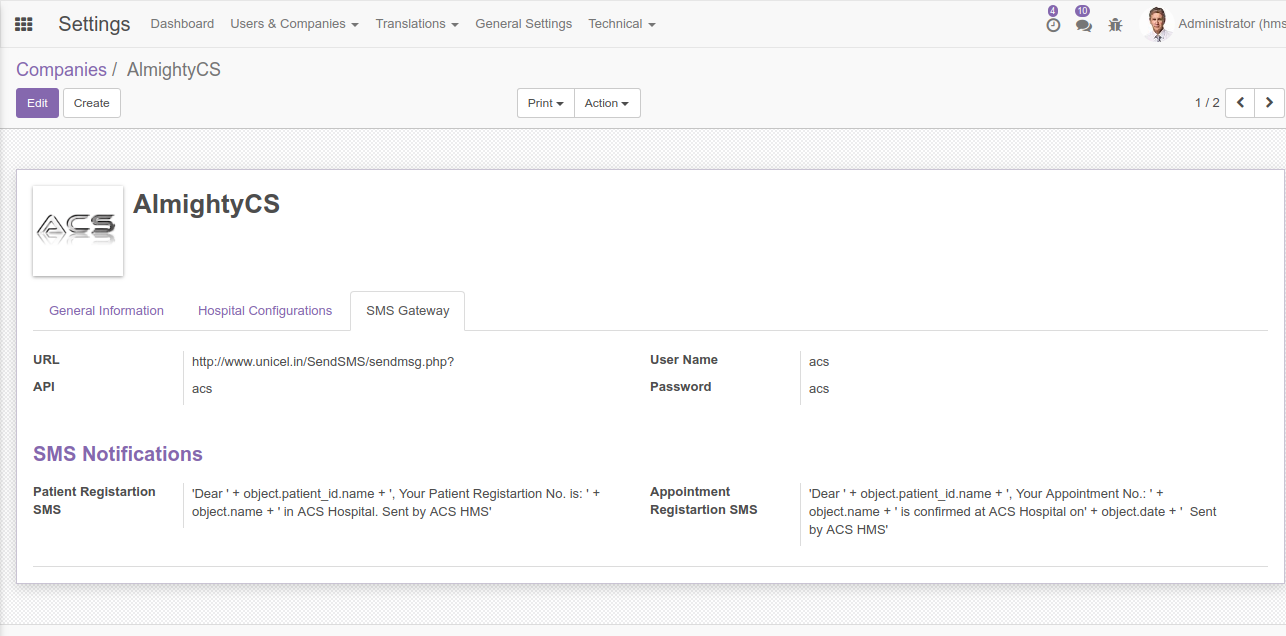 Settings Dashboard Users & Companies Translations General Settings Technical 4 10 Administrator (hms
Companies / AlmightyCS
Edit Create Print Action 1 / 2
ACS AlmightyCS
General Information Hospital Configurations SMS Gateway
URL http://www.unicel.in/SendSMS/sendmsg.php? User Name acs
API acs Password acs
SMS Notifications
Patient Registartion 'Dear ' + object.patient_id.name + ', Your Patient Registartion No. is: ' + Appointment 'Dear ' + object.patient_id.name + ', Your Appointment No.: ' +
SMS object.name + ' in ACS Hospital. Sent by ACS HMS' Registartion SMS object.name + ' is confirmed at ACS Hospital on' + object.date + '  Sent
by ACS HMS'